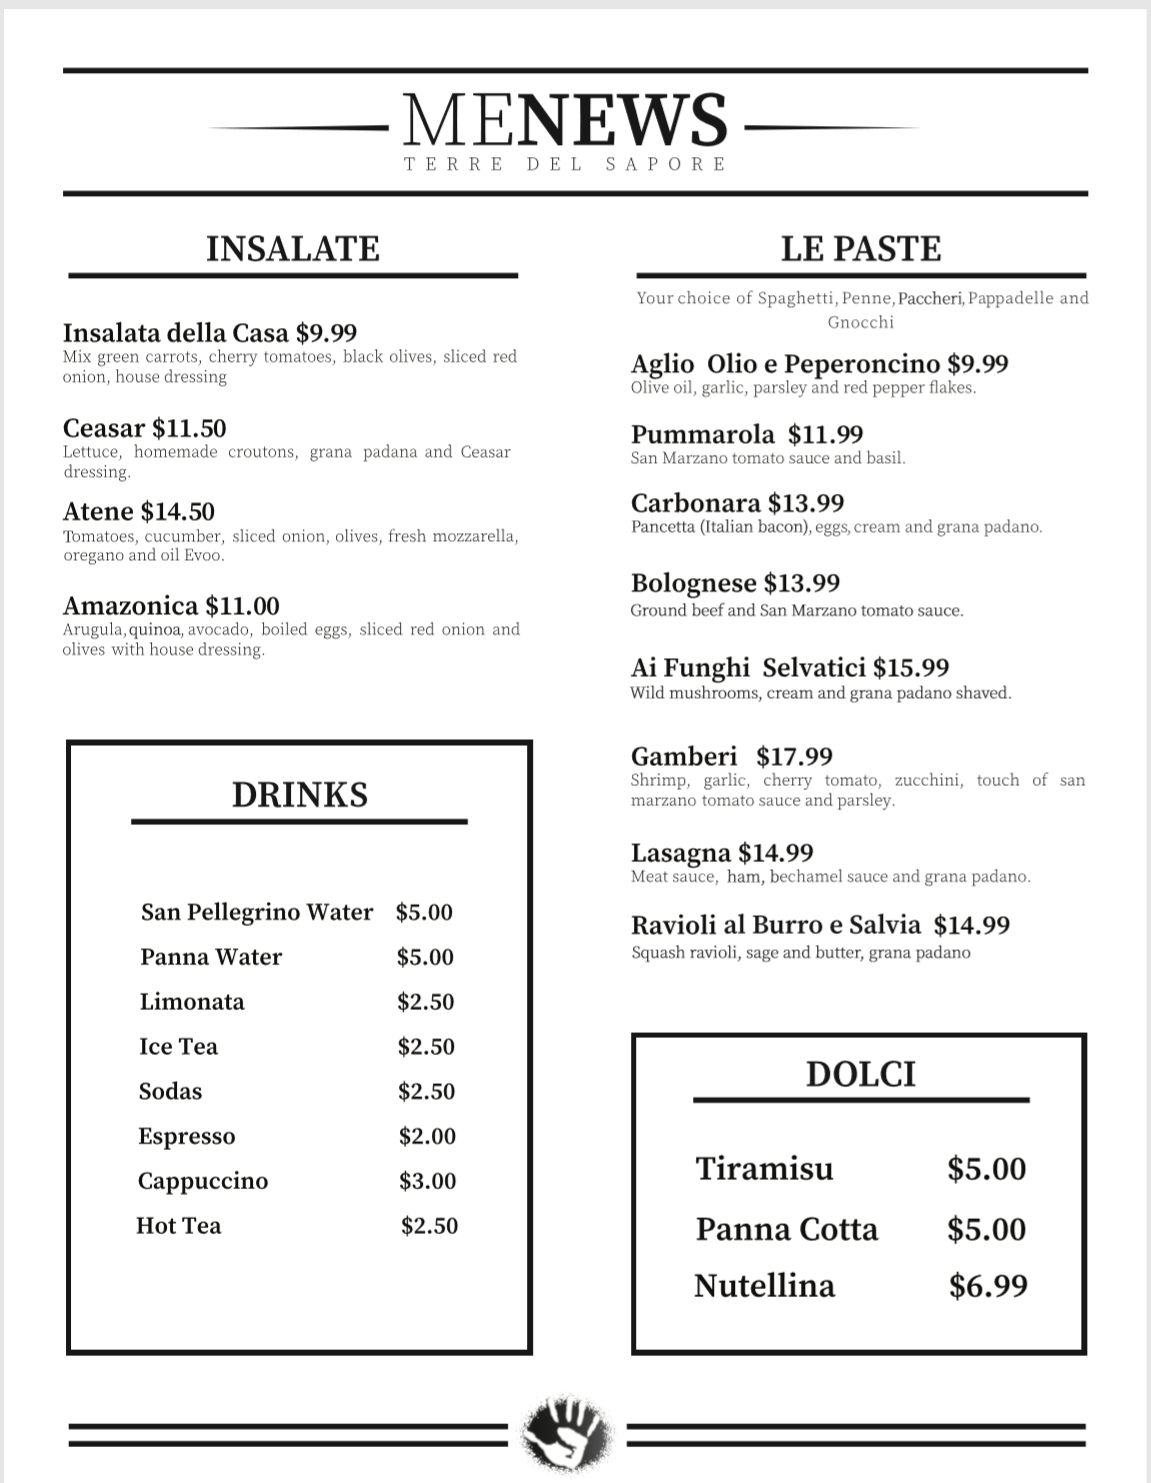 MENEWS
TERRE DEL SAPORE
INSALATE
Insalata della Casa $9.99
Mix green carrots, cherry tomatoes, black olives, sliced red
onion, house dressing
Ceasar $11.50
Lettuce, homemade croutons, grana padana and Ceasar
dressing.
Atene $14.50
Tomatoes, cucumber, sliced onion, olives, fresh mozzarella,
oregano and oil Evoo.
Amazonica $11.00
Arugula, quinoa, avocado, boiled eggs, sliced red onion and
olives with house dressing.
DRINKS
San Pellegrino Water $5.00
Panna Water $5.00
Limonata $2.50
Ice Tea $2.50
Sodas $2.50
Espresso $2.00
Cappuccino $3.00
Hot Tea $2.50
LE PASTE
Your choice of Spaghetti, Penne, Paccheri, Pappadelle and
Gnocchi
Aglio Olio e Peperoncino $9.99
Olive oil, garlic, parsley and red pepper flakes.
Pummarola $11.99
San Marzano tomato sauce and basil.
Carbonara $13.99
Pancetta (Italian bacon), eggs, cream and grana padano.
Bolognese $13.99
Ground beef and San Marzano tomato sauce.
Ai Funghi Selvatici $15.99
Wild mushrooms, cream and grana padano shaved.
Gamberi $17.99
Shrimp, garlic, cherry tomato, zucchini, touch of san
marzano tomato sauce and parsley.
Lasagna $14.99
Meat sauce, ham, bechamel sauce and grana padano.
Ravioli al Burro e Salvia $14.99
Squash ravioli, sage and butter, grana padano
DOLCI
Tiramisu $5.00
Panna Cotta $5.00
Nutellina $6.99